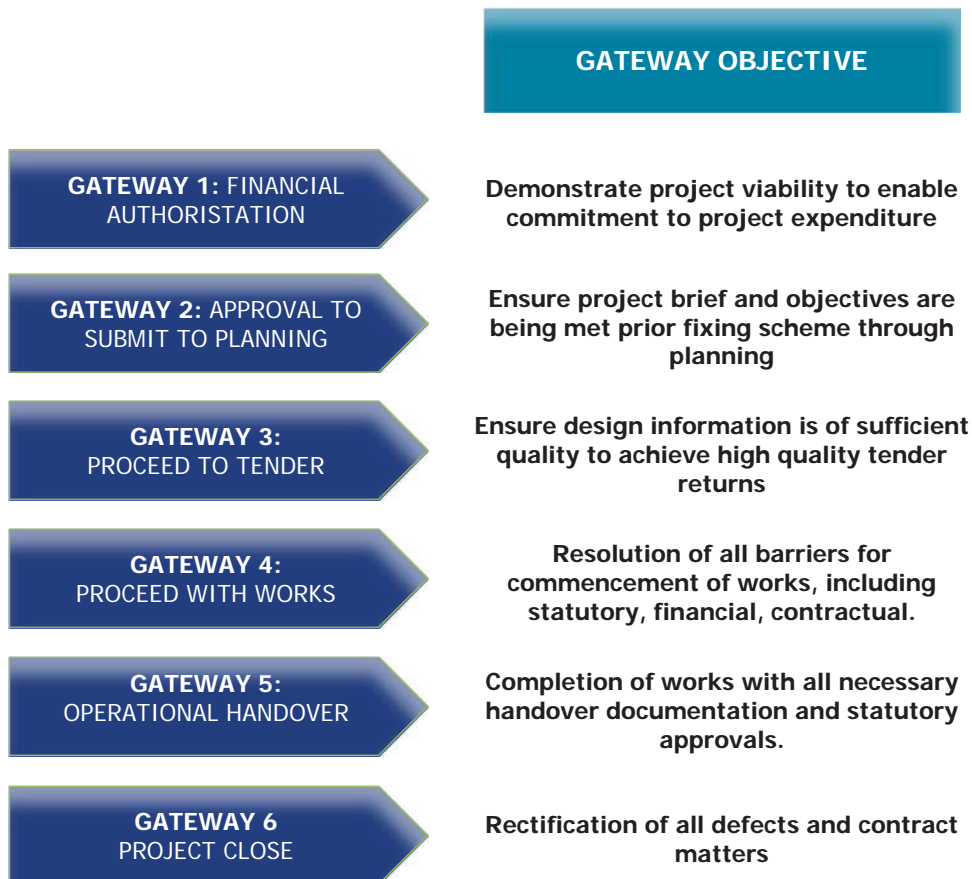 GATEWAY OBJECTIVE
GATEWAY 1: FINANCIAL
AUTHORISTATION
Demonstrate project viability to enable
commitment to project expenditure
GATEWAY 2: APPROVAL TO
SUBMIT TO PLANNING
Ensure project brief and objectives are
being met prior fixing scheme through
planning
GATEWAY 3:
PROCEED TO TENDER
Ensure design information is of sufficient
quality to achieve high quality tender
returns
GATEWAY 4:
PROCEED WITH WORKS
Resolution of all barriers for
commencement of works, including
statutory, financial, contractual.
GATEWAY 5:
OPERATIONAL HANDOVER
Completion of works with all necessary
handover documentation and statutory
approvals.
GATEWAY 6
PROJECT CLOSE
Rectification of all defects and contract
matters